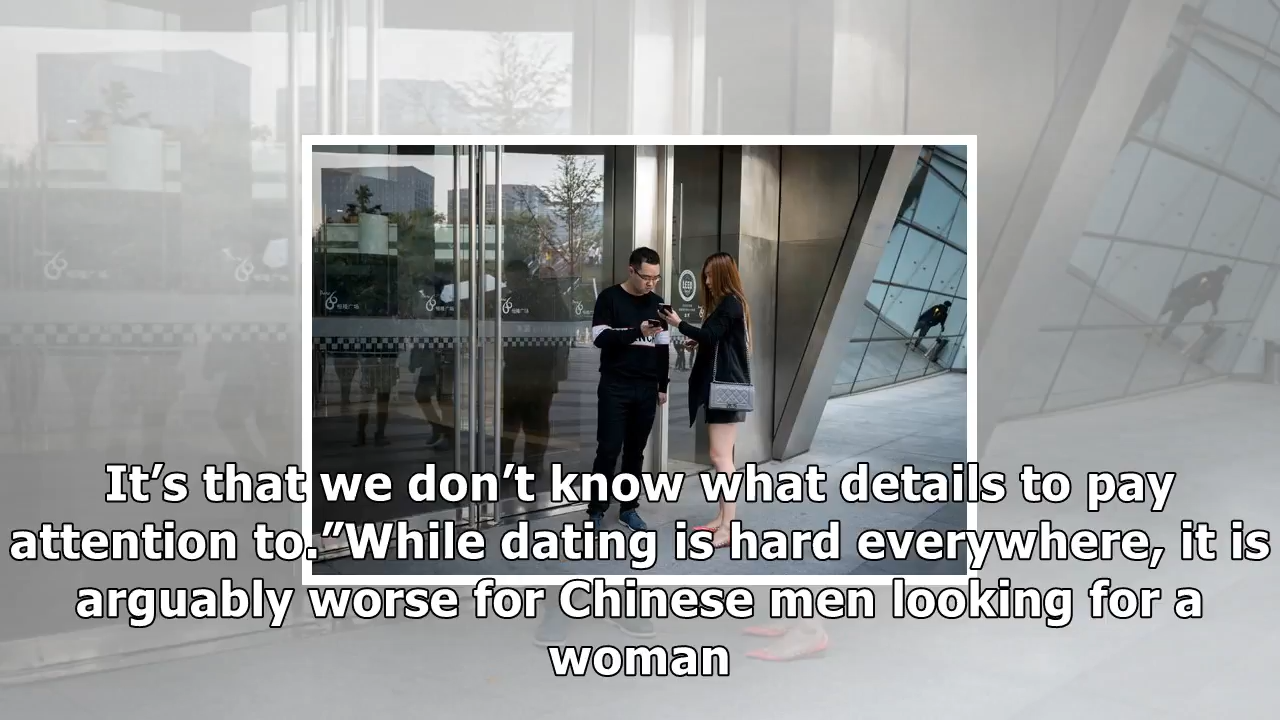 It’s that we don’t know what details to pay
attention to.”While dating is hard everywhere, it is
arguably worse for Chinese men looking for a
woman